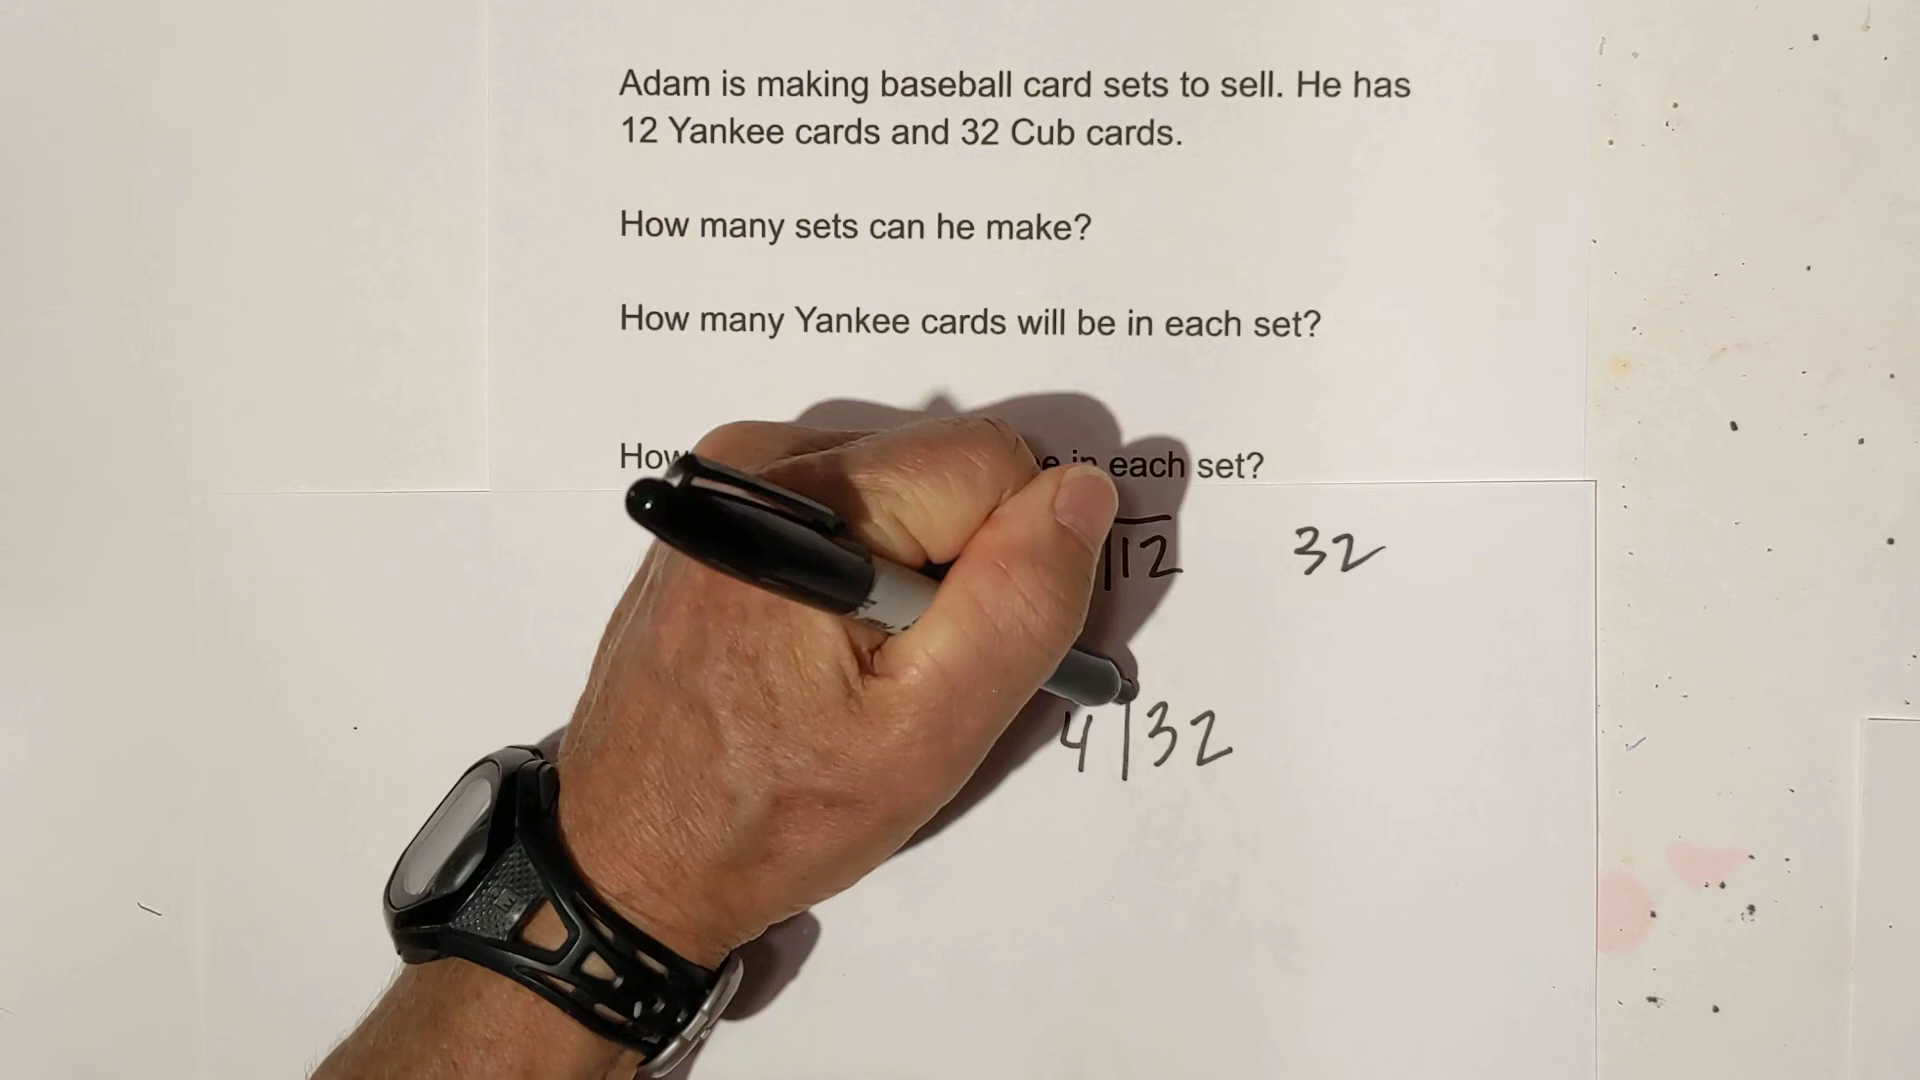 Adam is making baseball card sets to sell. He has
12 Yankee cards and 32 Cub cards.
How many sets can he make?
How many Yankee cards will be in each set?
How in each set?
12 32
4 32